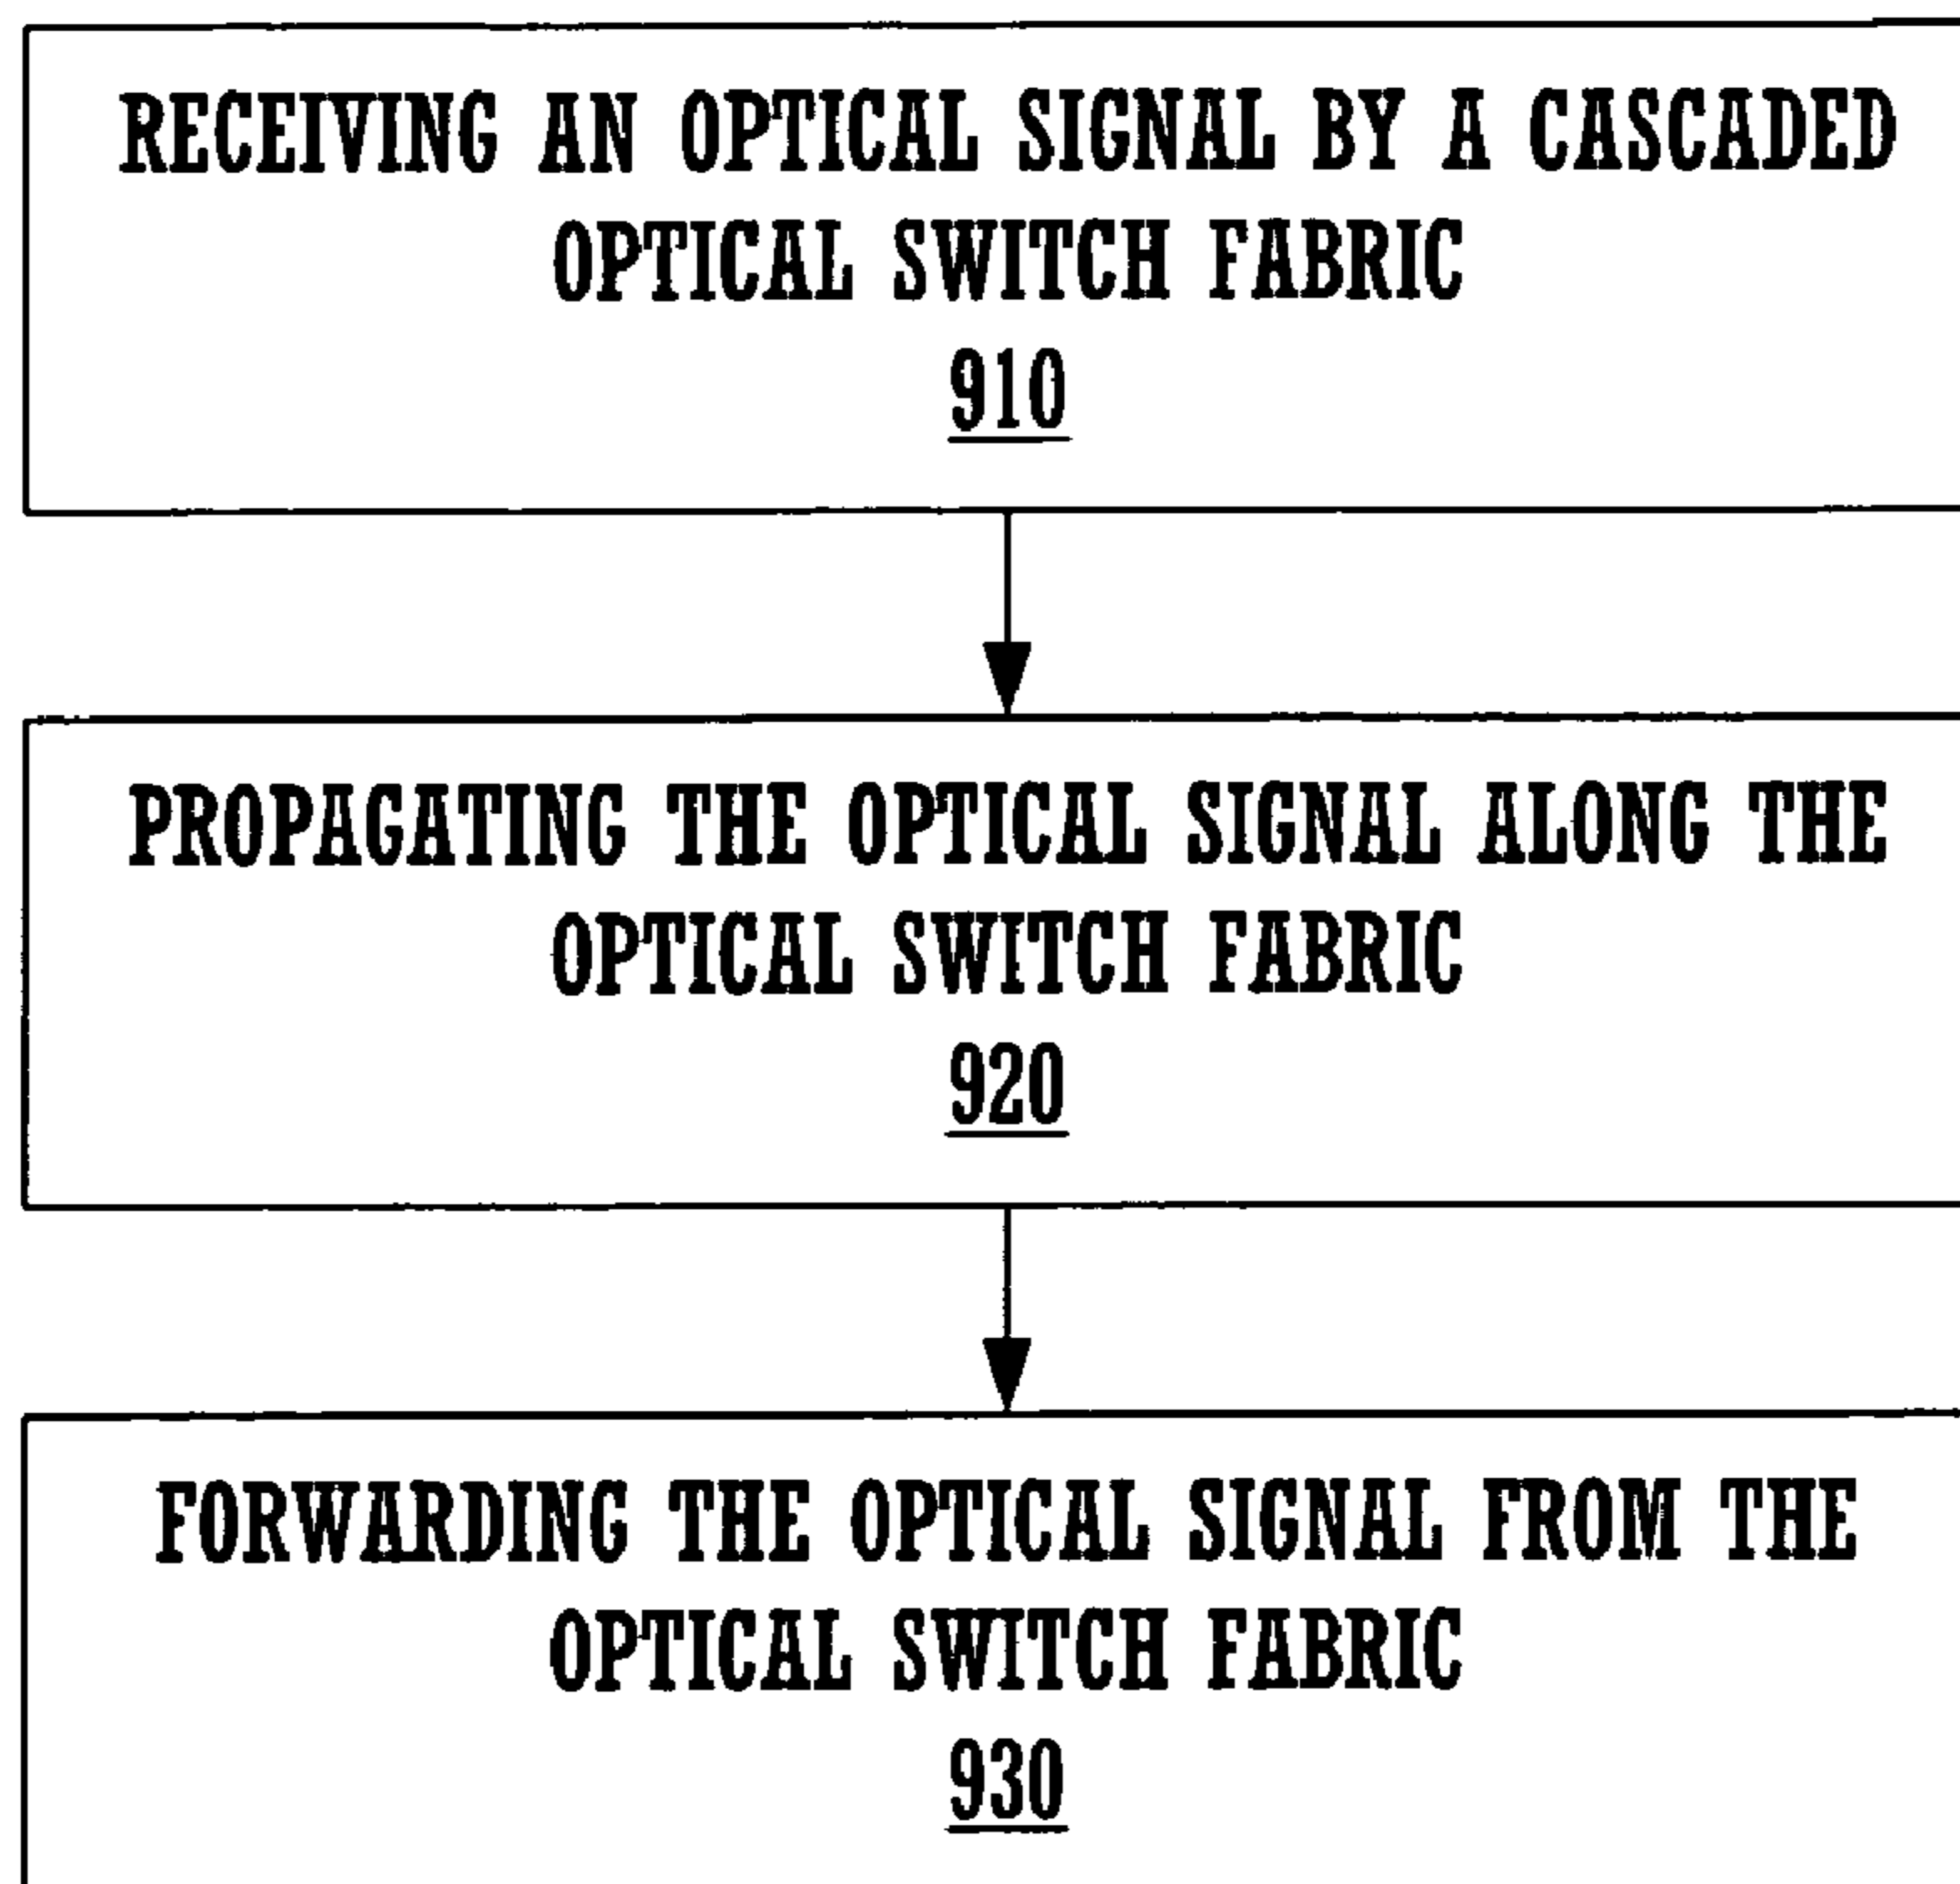 RECEIVING AN OPTICAL SIGNAL BY A CASCADED
OPTICAL SWITCH FABRIC
910
PROPAGATING THE OPTICAL SIGNAL ALONG THE
OPTICAL SWITCH FABRIC
920
FORWARDING THE OPTICAL SIGNAL FROM THE
OPTICAL SWITCH FABRIC
930